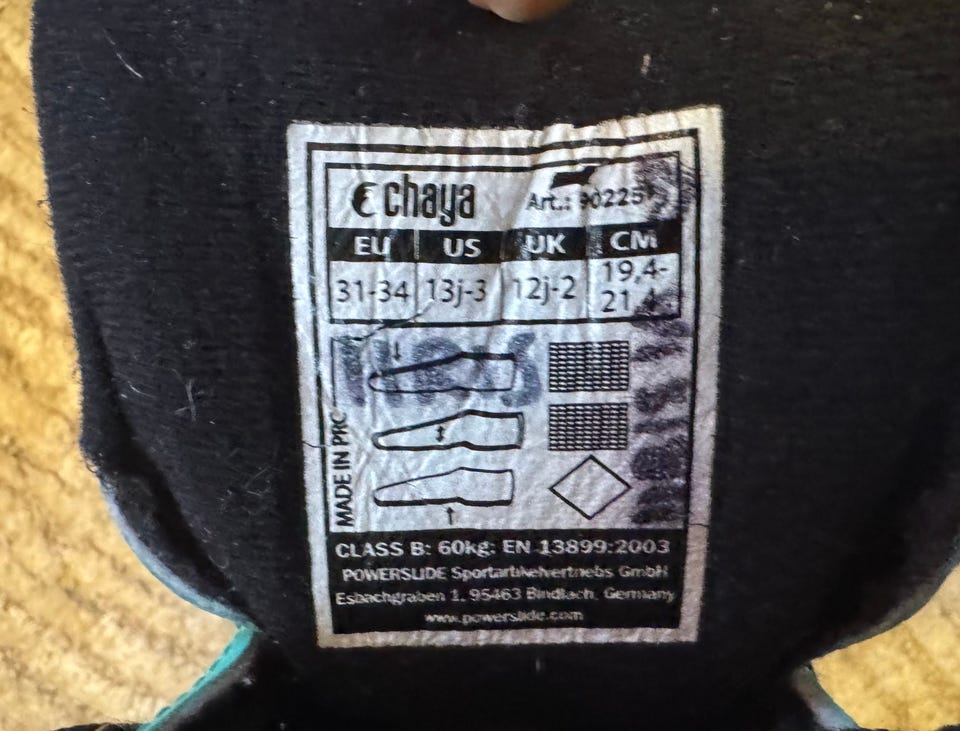 chaya
Art.: 90225
EU US UK CM
31-34 13j-3 12j-2 19,4-
21,4
MADE IN PRC
CLASS B: 60kg: EN 13899:2003
POWERSLIDE Sportartikelvertriebs GmbH
Esbachgraben 1, 95463 Bindlach, Germany
www.powerslide.com